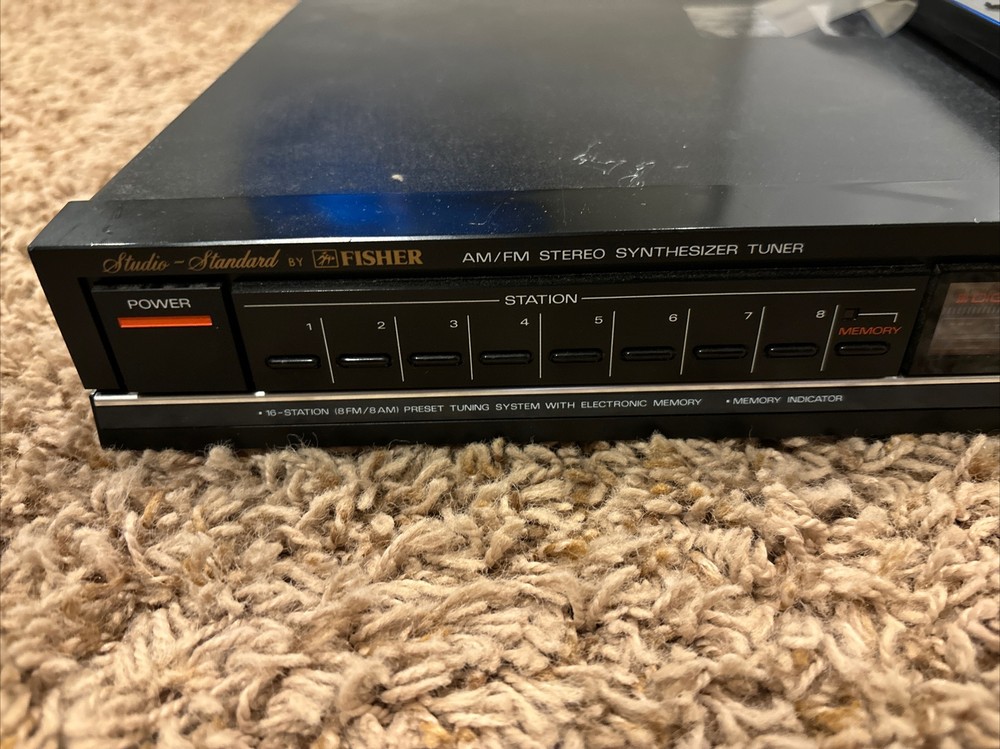 Studio-Standard BY FISHER AM/FM STEREO SYNTHESIZER TUNER
POWER
STATION
1 2 3 4 5 6 7 8
MEMORY
• 16-STATION (8FM/8AM) PRESET TUNING SYSTEM WITH ELECTRONIC MEMORY • MEMORY INDICATOR